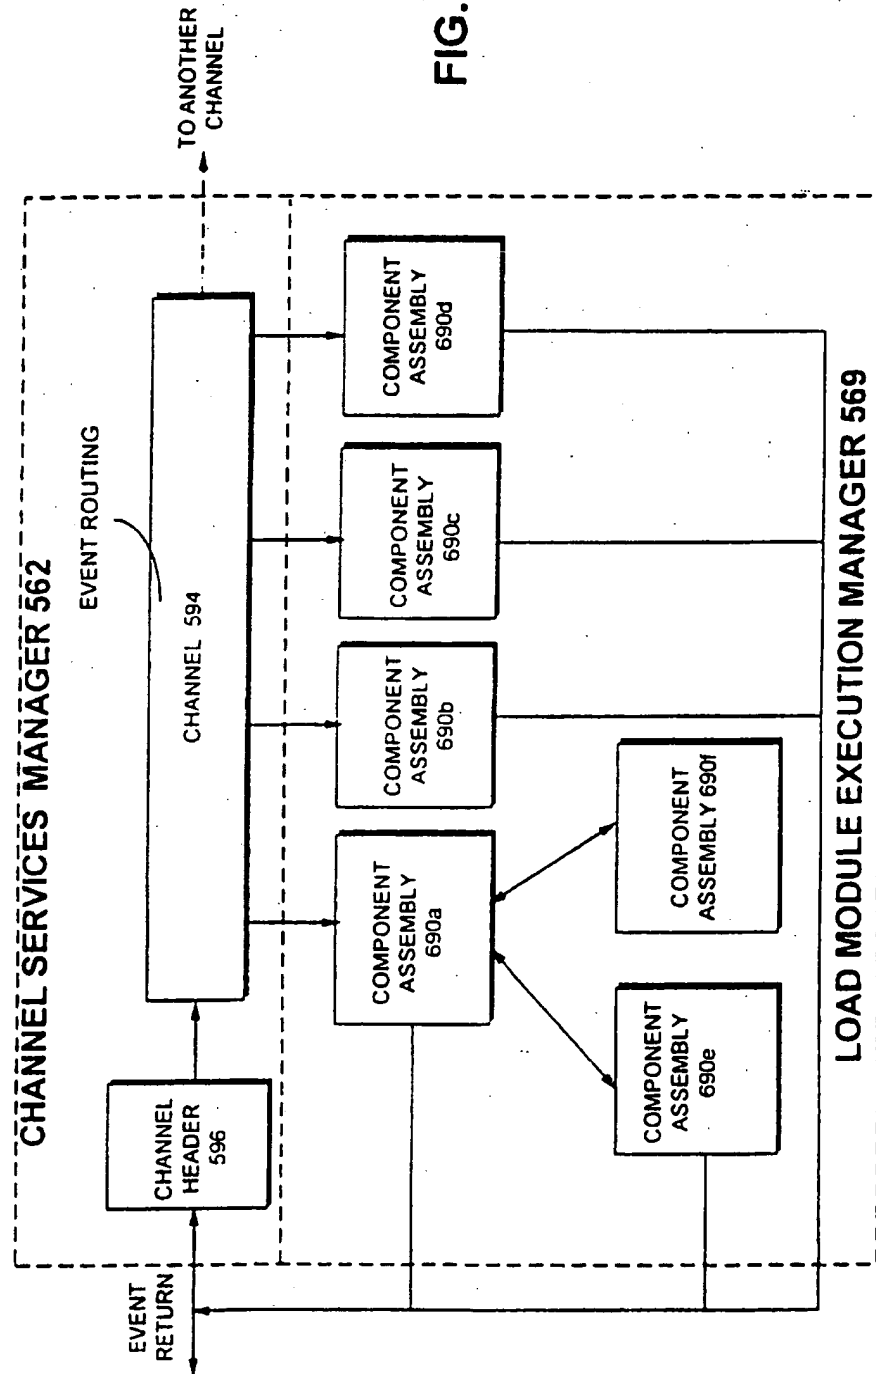 CHANNEL SERVICES MANAGER 562
EVENT ROUTING
TO ANOTHER
CHANNEL
CHANNEL 594
CHANNEL
HEADER
596
EVENT
RETURN
COMPONENT
ASSEMBLY
690a
COMPONENT
ASSEMBLY
690b
COMPONENT
ASSEMBLY
690c
COMPONENT
ASSEMBLY
690d
COMPONENT
ASSEMBLY
690e
COMPONENT
ASSEMBLY 690f
LOAD MODULE EXECUTION MANAGER 569
FIG.